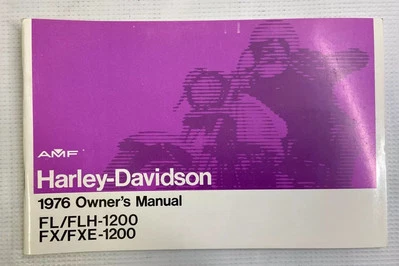 AMF
Harley-Davidson
1976 Owner's Manual
FL/FLH-1200
FX/FXE-1200